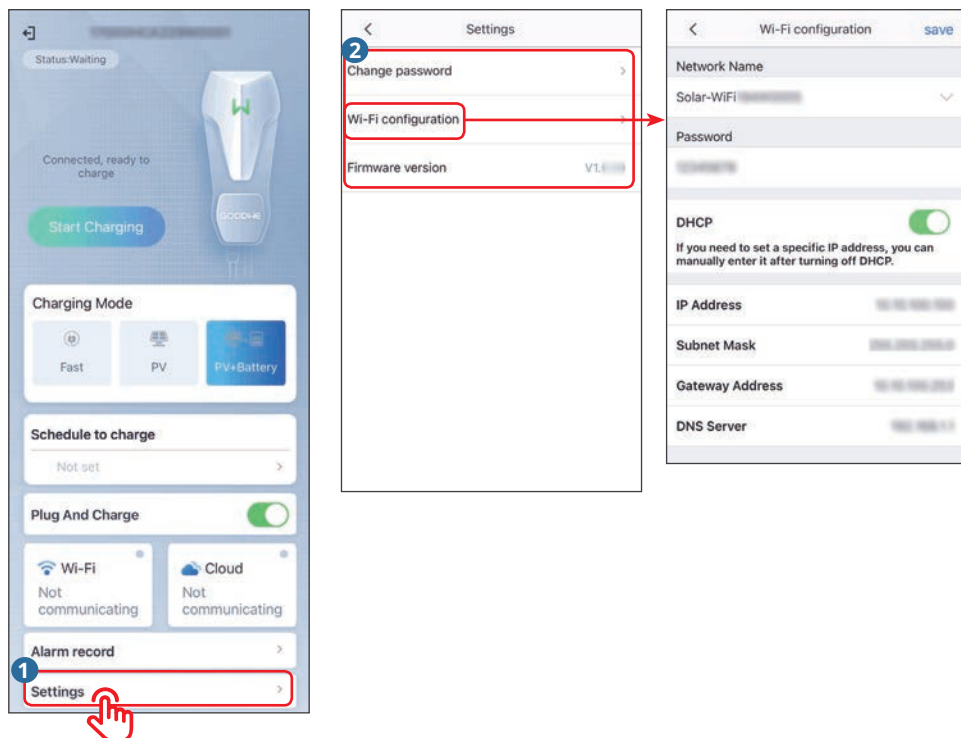 Status:Waiting
Connected, ready to
charge
Start Charging
GOODWE
Charging Mode
Fast
PV
PV+Battery
Schedule to charge
Not set
Plug And Charge
Wi-Fi
Not
communicating
Cloud
Not
communicating
Alarm record
1
Settings
Settings
2
Change password
Wi-Fi configuration
Firmware version
Wi-Fi configuration
save
Network Name
Solar-WiFi
Password
DHCP
If you need to set a specific IP address, you can
manually enter it after turning off DHCP.
IP Address
Subnet Mask
Gateway Address
DNS Server